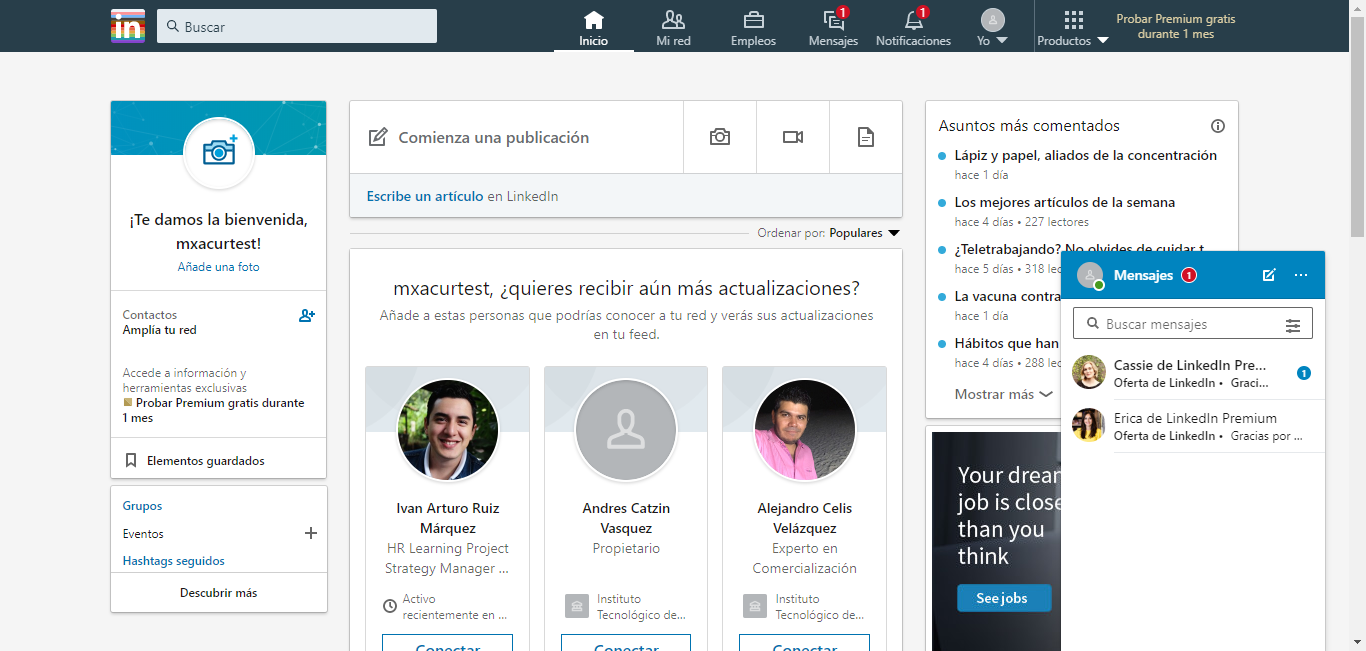 in
Buscar
Inicio
Mi red
Empleos
1
Mensajes
1
Notificaciones
Yo
Productos
Probar Premium gratis
durante 1 mes
¡Te damos la bienvenida,
mxacurtest!
Añade una foto
Contactos
Amplía tu red
Accede a información y
herramientas exclusivas
Probar Premium gratis durante
1 mes
Elementos guardados
Grupos
Eventos
Hashtags seguidos
Descubrir más
Comienza una publicación
Escribe un artículo en LinkedIn
Ordenar por: Populares
mxacurtest, ¿quieres recibir aún más actualizaciones?
Añade a estas personas que podrías conocer a tu red y verás sus actualizaciones
en tu feed.
Ivan Arturo Ruiz
Márquez
HR Learning Project
Strategy Manager ...
Activo
recientemente en ...
Conectar
Andres Catzin
Vasquez
Propietario
Instituto
Tecnológico de...
Conectar
Alejandro Celis
Velázquez
Experto en
Comercialización
Instituto
Tecnológico de...
Conectar
Asuntos más comentados
Lápiz y papel, aliados de la concentración
hace 1 día
Los mejores artículos de la semana
hace 4 días • 227 lectores
¿Teletrabajando? No olvides de cuidar t
hace 5 días • 318 lec
La vacuna contra
hace 1 día
Hábitos que han
hace 4 días • 288 lec
Mostrar más
Your dream
job is close
than you
think
See jobs
Mensajes 1
Buscar mensajes
Cassie de LinkedIn Pre...
Oferta de LinkedIn • Graci...
1
Erica de LinkedIn Premium
Oferta de LinkedIn • Gracias por ...